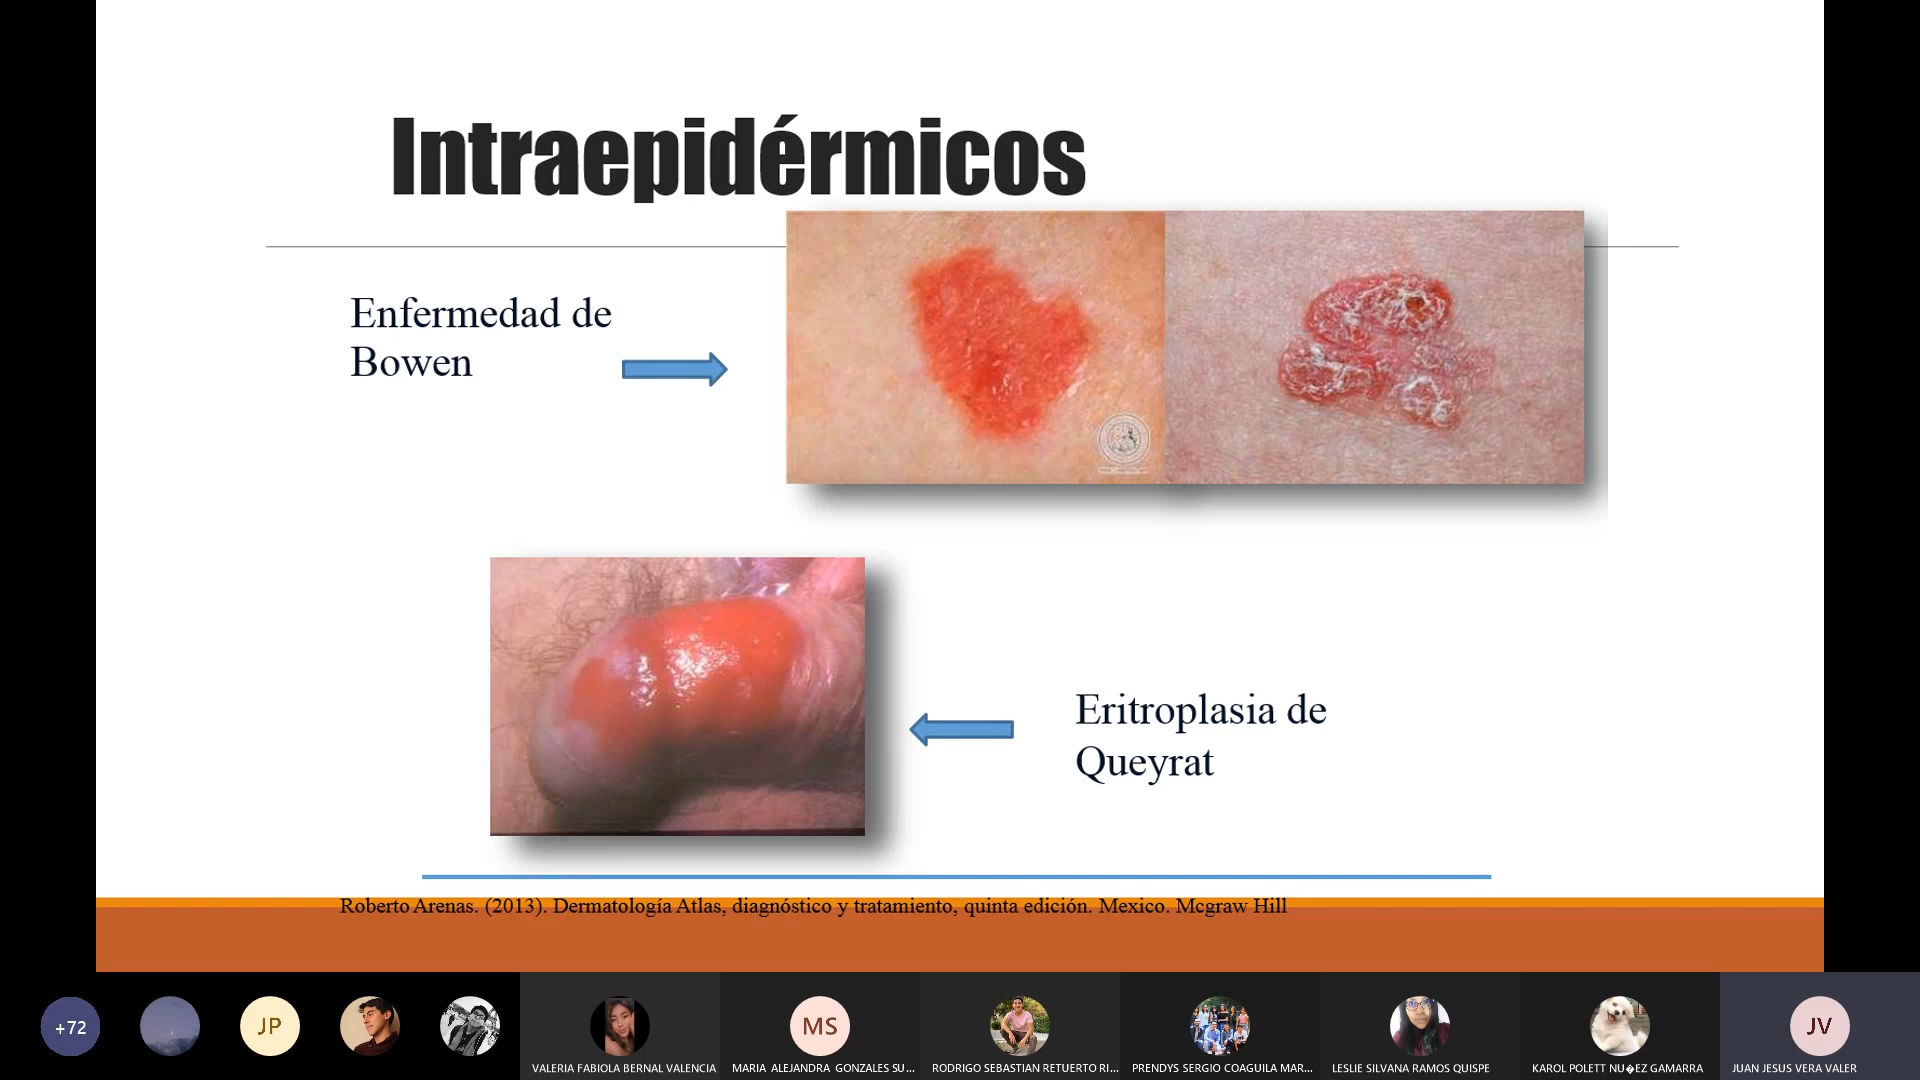 Intraepidérmicos
Enfermedad de
Bowen
Eritroplasia de
Queyrat
Roberto Arenas. (2013). Dermatología Atlas, diagnóstico y tratamiento, quinta edición. Mexico. Mcgraw Hill
+72
JP
MS
JV
VALERIA FABIOLA BERNAL VALENCIA
MARIA ALEJANDRA GONZALES SU...
RODRIGO SEBASTIAN RETUERTO RI...
PRENDYS SERGIO COAGUILA MAR...
LESLIE SILVANA RAMOS QUISPE
KAROL POLETT NU�EZ GAMARRA
JUAN JESUS VERA VALER